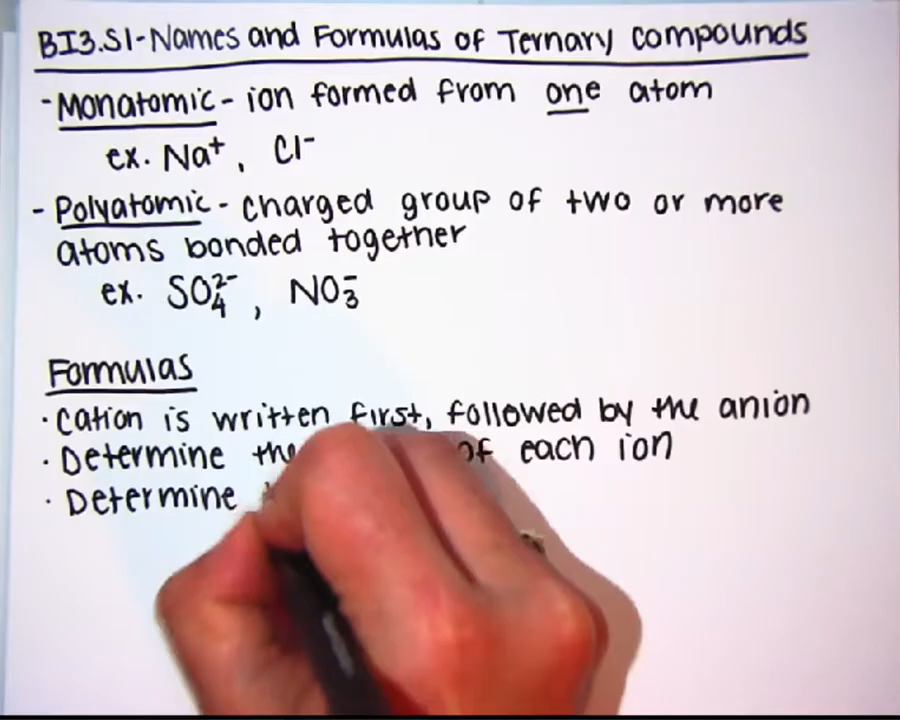 BI3.S1-Names and Formulas of Ternary compounds
- Monatomic - ion formed from one atom
ex. Na⁺, Cl⁻
- Polyatomic - charged group of two or more
atoms bonded together
ex. SO₄²⁻, NO₃⁻
Formulas
· cation is written first, followed by the anion
· Determine the of each ion
· Determine